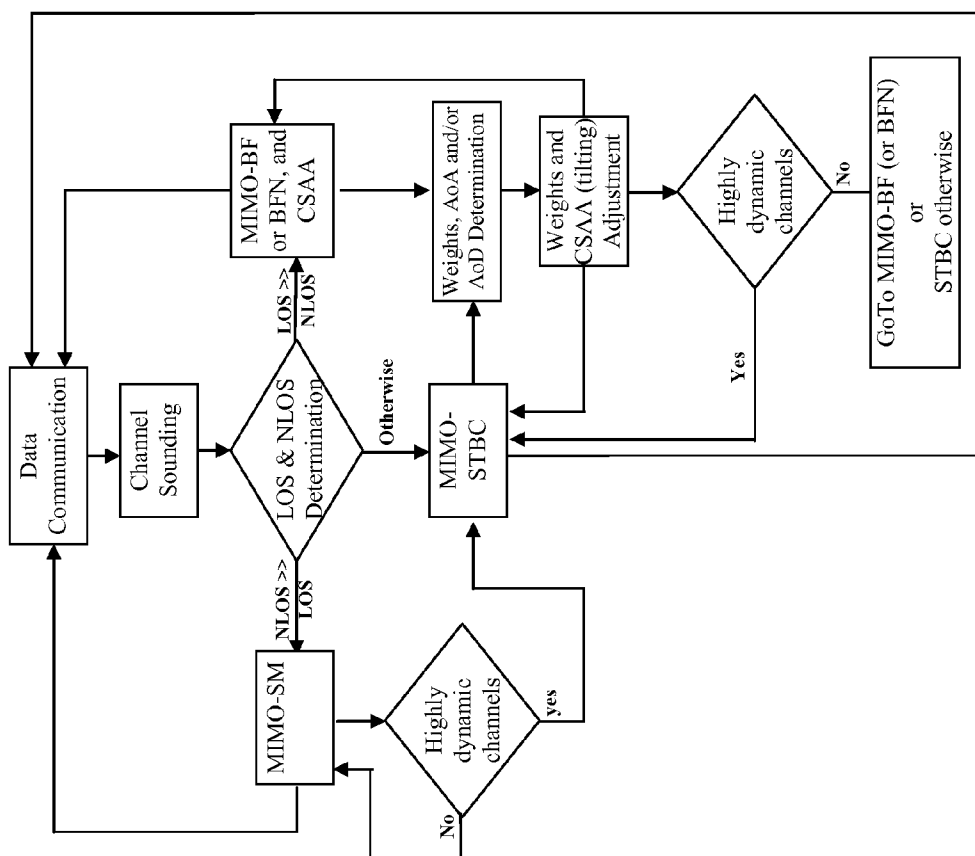 Data
Communication
Channel
Sounding
LOS & NLOS
Determination
NLOS >>
LOS
LOS >>
NLOS
Otherwise
MIMO-SM
MIMO-BF
or BFN, and
CSAA
Highly
dynamic
channels
No
yes
MIMO-
STBC
Weights, AoA and/or
AoD Determination
Weights and
CSAA (tilting)
Adjustment
Highly
dynamic
channels
Yes
No
GoTo MIMO-BF (or BFN)
or
STBC otherwise